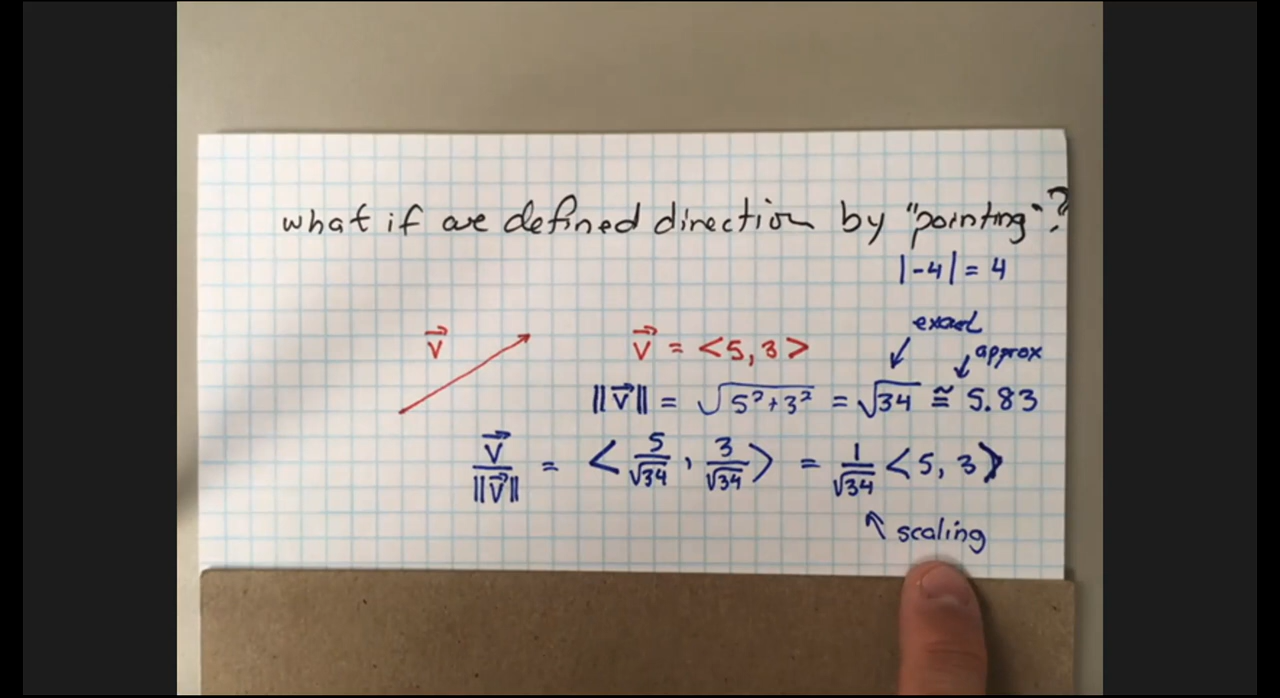 what if we defined direction by "pointing"?
|-4| = 4
exact
approx
v⃗
v⃗ = <5, 3>
||v⃗|| = √5²+3² = √34 ≅ 5.83
v⃗/||v⃗|| = <5/√34, 3/√34> = 1/√34 <5, 3>
scaling